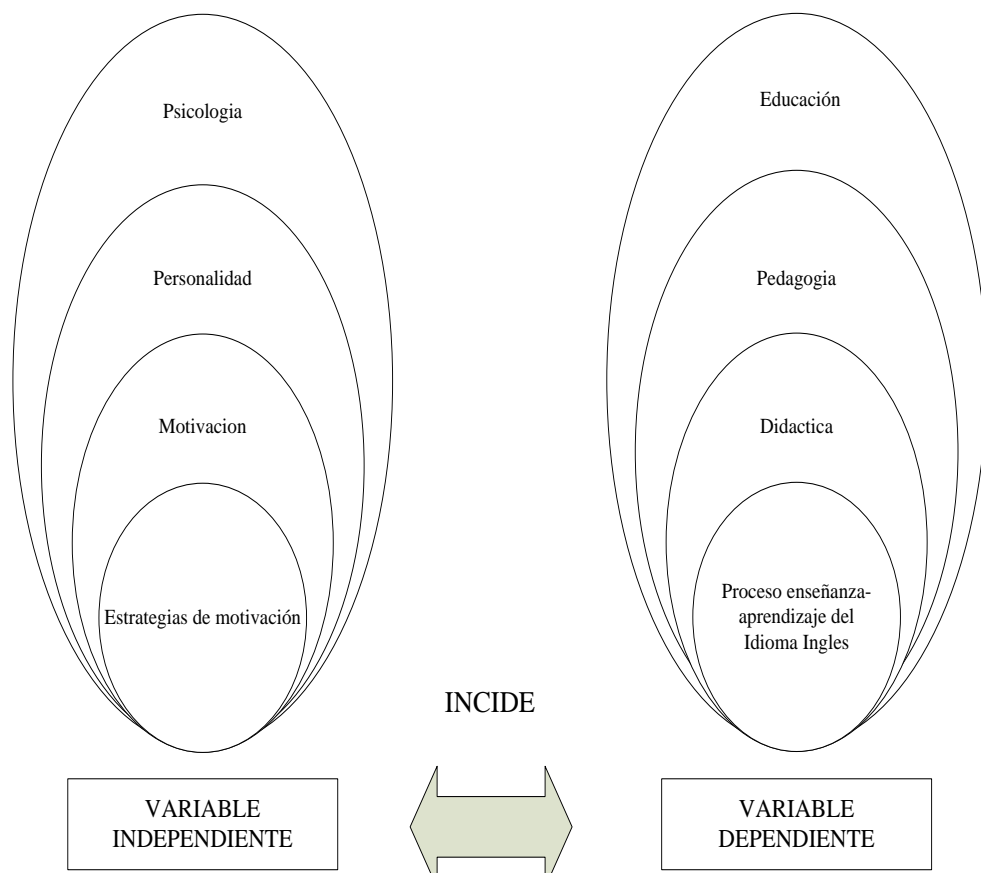 Psicologia
Personalidad
Motivacion
Estrategias de motivación
Educación
Pedagogia
Didactica
Proceso enseñanza-
aprendizaje del
Idioma Ingles
INCIDE
VARIABLE
INDEPENDIENTE
VARIABLE
DEPENDIENTE